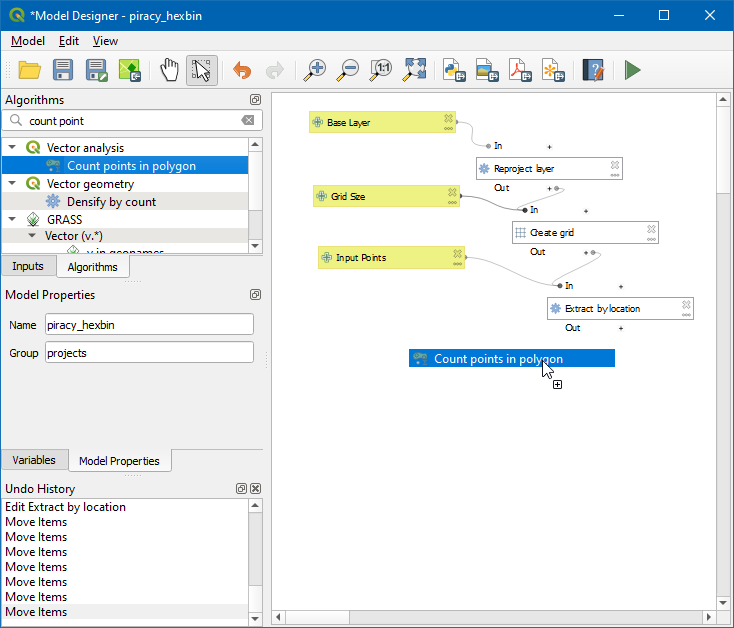 *Model Designer - piracy_hexbin
Model Edit View
1:1
Algorithms
count point
Vector analysis
Count points in polygon
Vector geometry
Densify by count
GRASS
Vector (v.*)
v.in.geonames
Inputs Algorithms
Model Properties
Name piracy_hexbin
Group projects
Variables Model Properties
Undo History
Edit Extract by location
Move Items
Move Items
Move Items
Move Items
Move Items
Move Items
Move Items
Base Layer
In
Reproject layer
Out
Grid Size
In
Create grid
Out
Input Points
In
Extract by location
Out
Count points in polygon